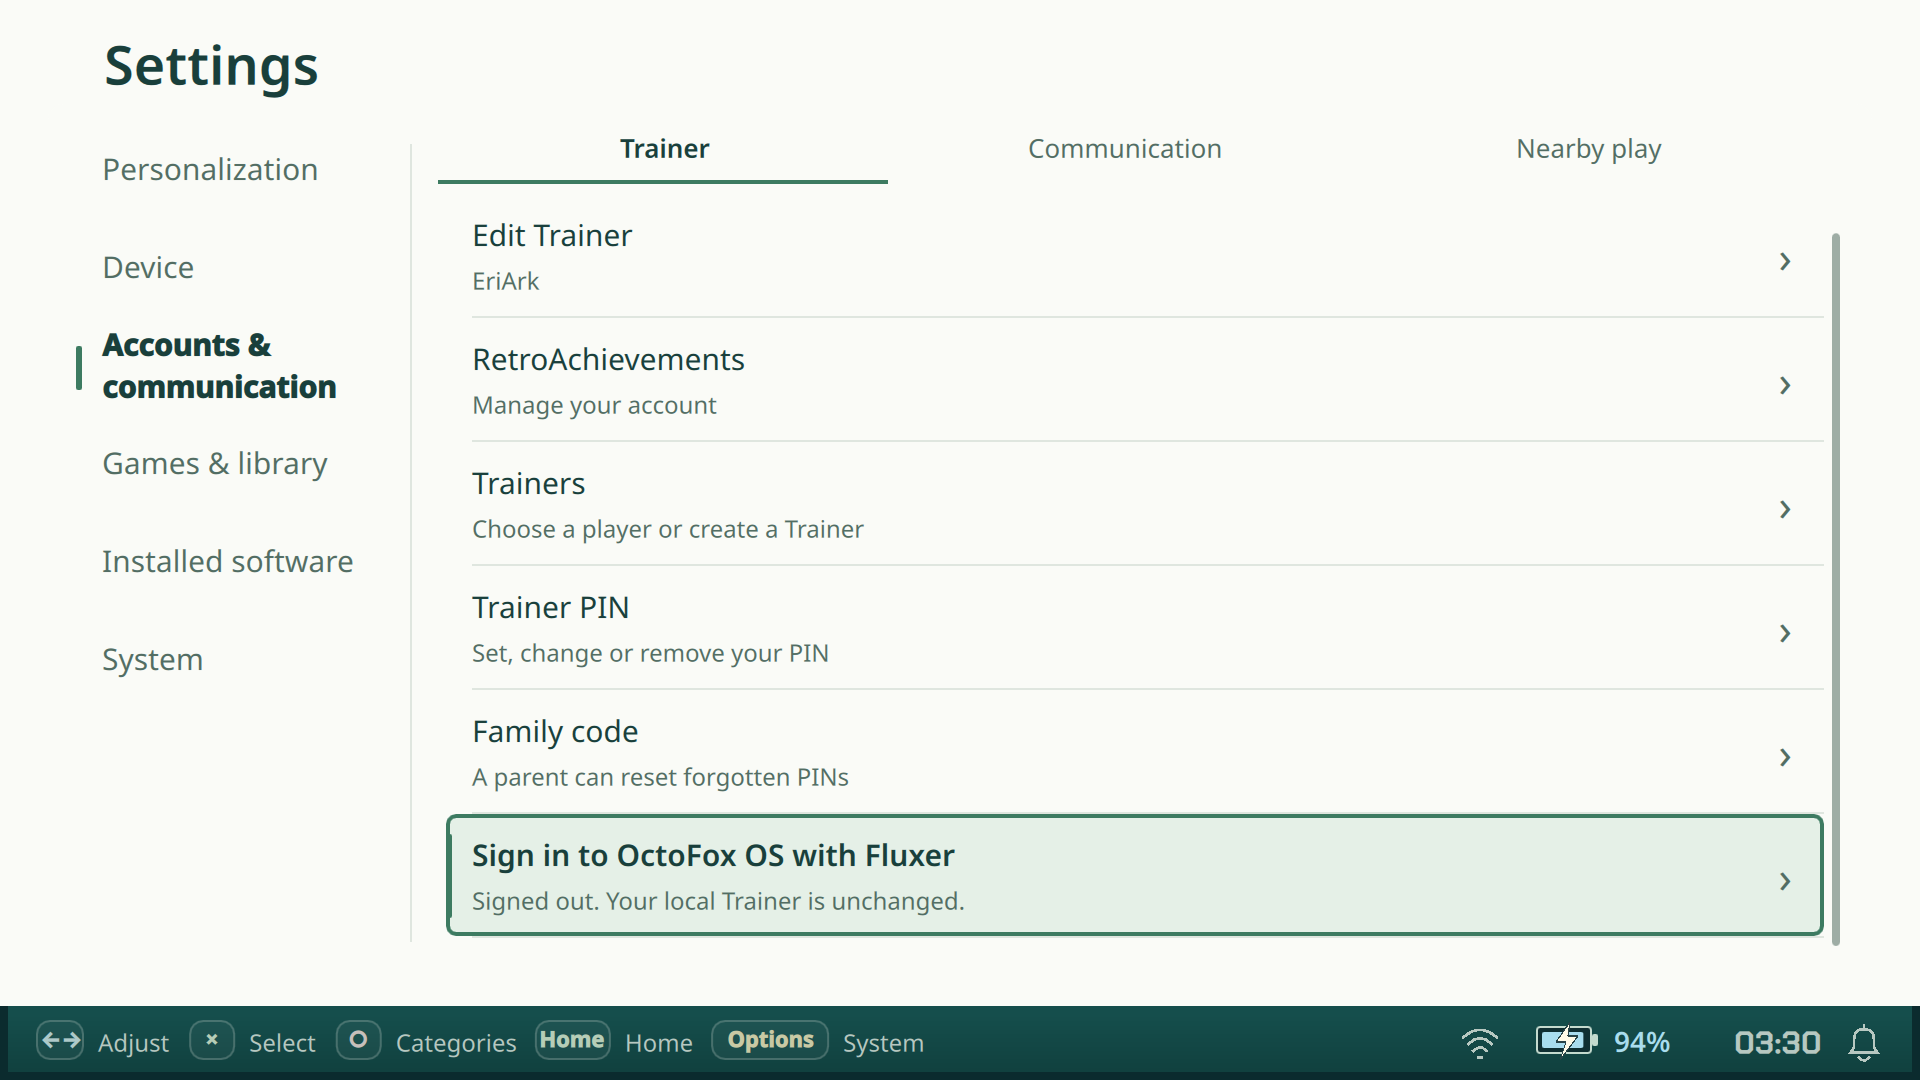 Settings
Personalization
Device
Accounts &
communication
Games & library
Installed software
System
Trainer
Communication
Nearby play
Edit Trainer
EriArk
RetroAchievements
Manage your account
Trainers
Choose a player or create a Trainer
Trainer PIN
Set, change or remove your PIN
Family code
A parent can reset forgotten PINs
Sign in to OctoFox OS with Fluxer
Signed out. Your local Trainer is unchanged.
Adjust Select Categories Home Home Options System 94% 03:30